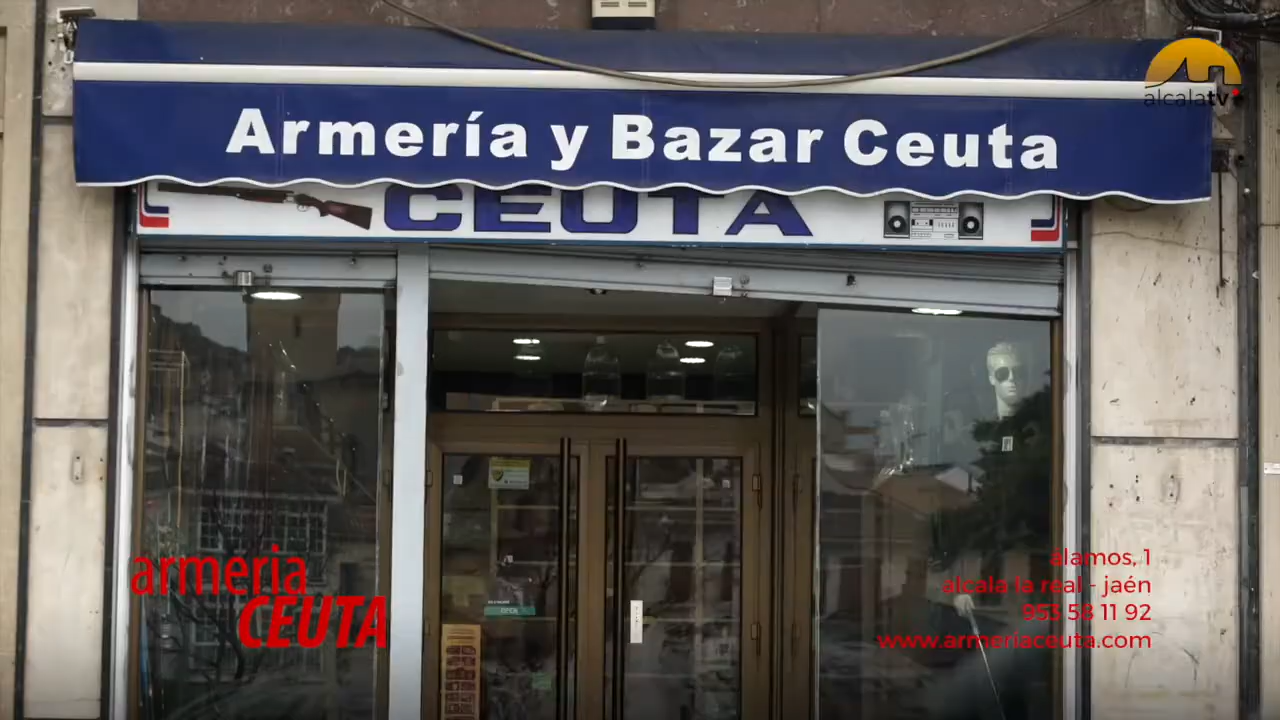 alcalatv
Armería y Bazar Ceuta
CEUTA
OPEN
armeria
CEUTA
álamos, 1
alcala la real - jaén
953 58 11 92
www.armeriaceuta.com